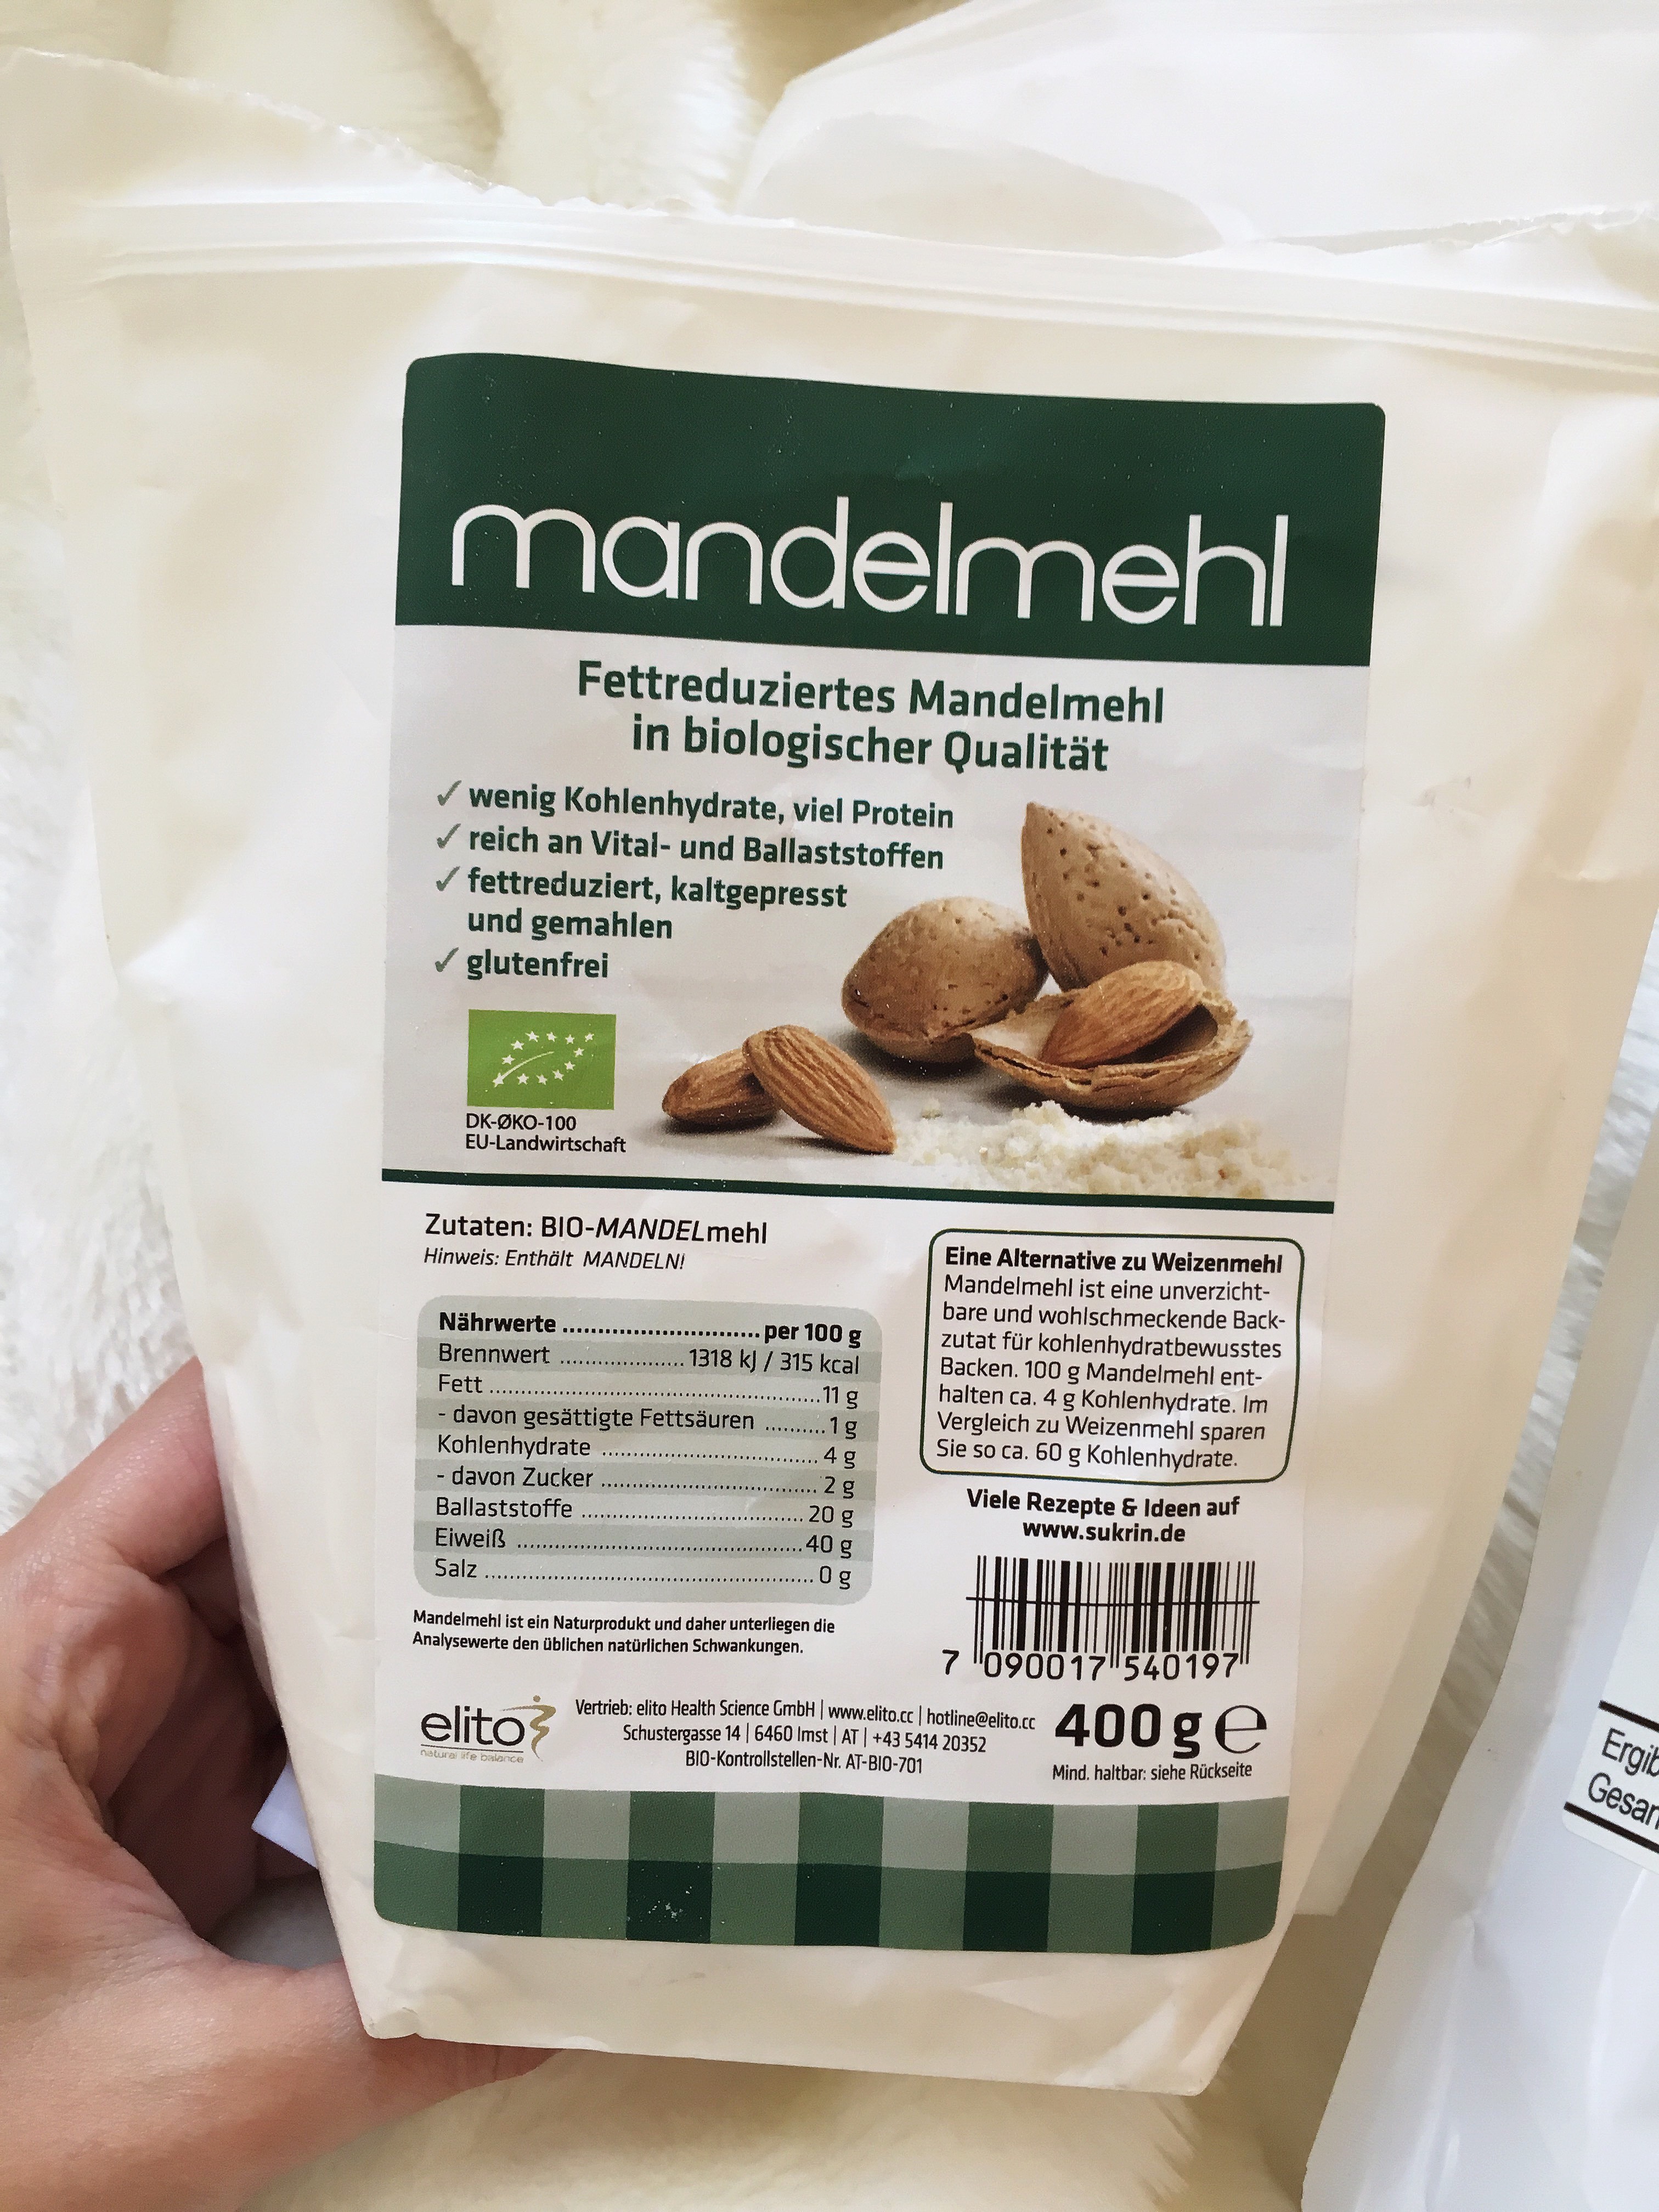 mandelmehl
Fettreduziertes Mandelmehl
in biologischer Qualität
✓ wenig Kohlenhydrate, viel Protein
✓ reich an Vital- und Ballaststoffen
✓ fettreduziert, kaltgepresst
und gemahlen
✓ glutenfrei
DK-ØKO-100
EU-Landwirtschaft
Zutaten: BIO-MANDELmehl
Hinweis: Enthält MANDELN!
Nährwerte ............................. per 100 g
Brennwert ................... 1318 kJ / 315 kcal
Fett .................................................... 11 g
- davon gesättigte Fettsäuren .......... 1 g
Kohlenhydrate .................................. 4 g
- davon Zucker .................................. 2 g
Ballaststoffe ................................... 20 g
Eiweiß ............................................. 40 g
Salz .................................................... 0 g
Mandelmehl ist ein Naturprodukt und daher unterliegen die
Analysewerte den üblichen natürlichen Schwankungen.
Eine Alternative zu Weizenmehl
Mandelmehl ist eine unverzicht-
bare und wohlschmeckende Back-
zutat für kohlenhydratbewusstes
Backen. 100 g Mandelmehl ent-
halten ca. 4 g Kohlenhydrate. Im
Vergleich zu Weizenmehl sparen
Sie so ca. 60 g Kohlenhydrate.
Viele Rezepte & Ideen auf
www.sukrin.de
7 090017 540197
elito
natural life balance
Vertrieb: elito Health Science GmbH | www.elito.cc | hotline@elito.cc
Schustergasse 14 | 6460 Imst | AT | +43 5414 20352
BIO-Kontrollstellen-Nr. AT-BIO-701
400 g e
Mind. haltbar: siehe Rückseite